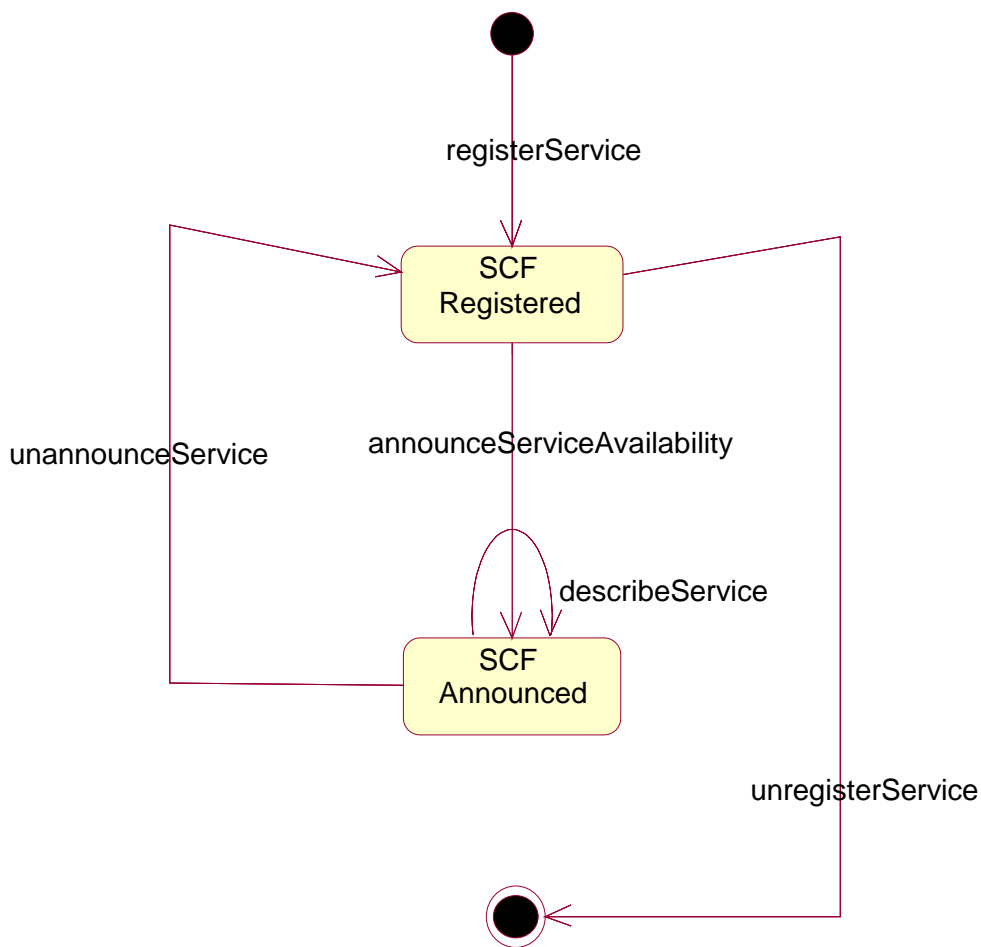 registerService
SCF
Registered
announceServiceAvailability
unannounceService
describeService
SCF
Announced
unregisterService